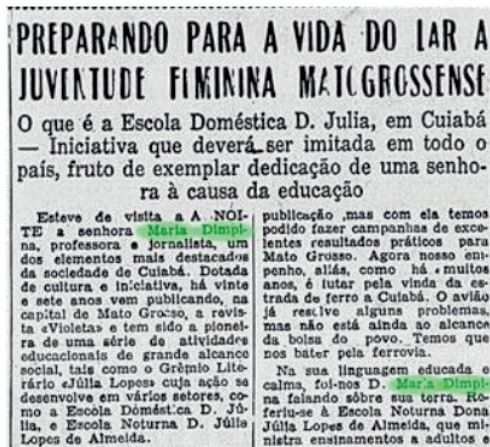 PREPARANDO PARA A VIDA DO LAR A
JUVENTUDE FIMININA MATOGROSSENSE
O que é a Escola Doméstica D. Julia, em Cuiabá
— Iniciativa que deverá ser imitada em todo o
país, fruto de exemplar dedicação de uma senho-
ra à causa da educação
Esteve de visita a A NOI-
TE a senhora Maria Dimpi-
na, professora e jornalista, um
dos elementos mais destacados
da sociedade de Cuiabá. Dotada
de cultura e iniciativa, há vinte
e sete anos vem publicando, na
capital de Mato Grosso, a revis-
ta «Violeta» e tem sido a pionei-
ra de uma série de atividades
educacionais de grande alcance
social, tais como o Grêmio Lite-
rário «Júlia Lopes» cuja ação se
desenvolve em vários setores, co-
mo a Escola Doméstica D. Jú-
lia, e Escola Noturna D. Júlia
Lopes de Almeida.
publicação ,mas com ela temos
podido fazer campanhas de exce-
lentes resultados práticos para
Mato Grosso. Agora nosso em-
penho, aliás, como há muitos
anos, é lutar pela vinda da es-
trada de ferro a Cuiabá. O avião
já resolve alguns problemas,
mas não está ainda ao alcance
da bolsa do povo. Temos que
nos bater pela ferrovia.
Na sua linguagem educada e
calma, foi-nos D. Maria Dimpi-
na falando sôbre sua terra. Re-
feriu-se à Escola Noturna Dona
Júlia Lopes de Almeida, que mi-
nistra ensinamentos a adultos e